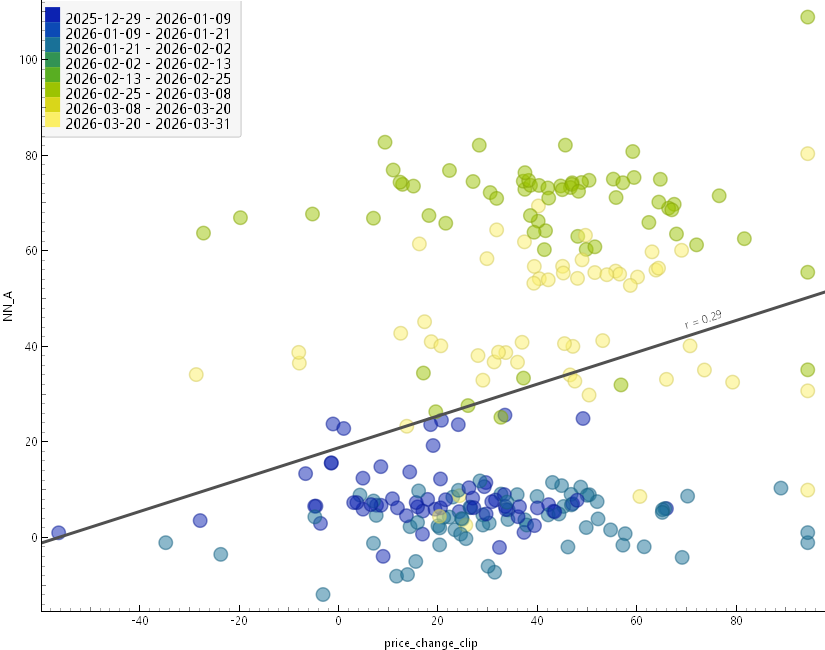 2025-12-29 - 2026-01-09
2026-01-09 - 2026-01-21
2026-01-21 - 2026-02-02
2026-02-02 - 2026-02-13
2026-02-13 - 2026-02-25
2026-02-25 - 2026-03-08
2026-03-08 - 2026-03-20
2026-03-20 - 2026-03-31
100
80
60
40
20
0
NN_A
r = 0.29
-40
-20
0
20
40
60
80
price_change_clip